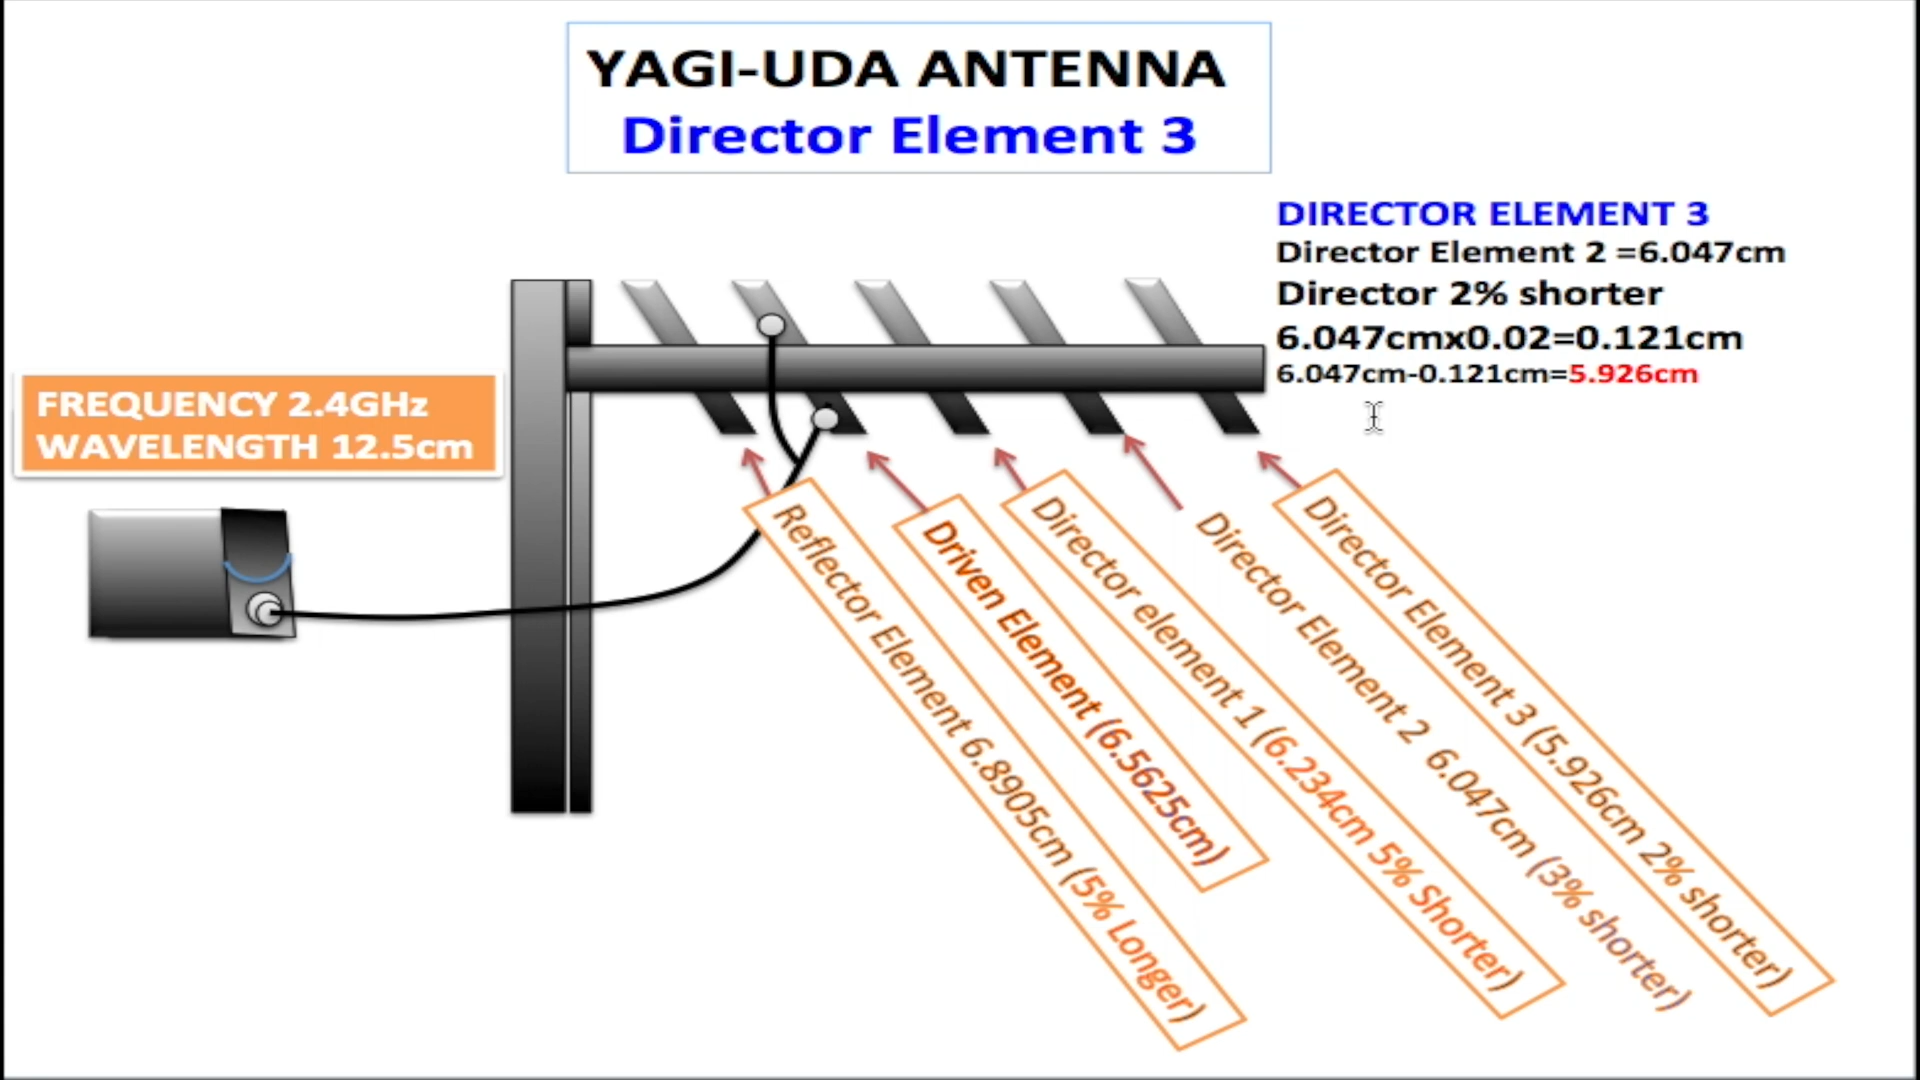 YAGI-UDA ANTENNA
Director Element 3
DIRECTOR ELEMENT 3
Director Element 2 =6.047cm
Director 2% shorter
6.047cmx0.02=0.121cm
6.047cm-0.121cm=5.926cm
FREQUENCY 2.4GHz
WAVELENGTH 12.5cm
Reflector Element 6.8905cm (5% Longer)
Driven Element (6.5625cm)
Director element 1 (6.234cm 5% Shorter)
Director Element 2 6.047cm (3% shorter)
Director Element 3 (5.926cm 2% shorter)